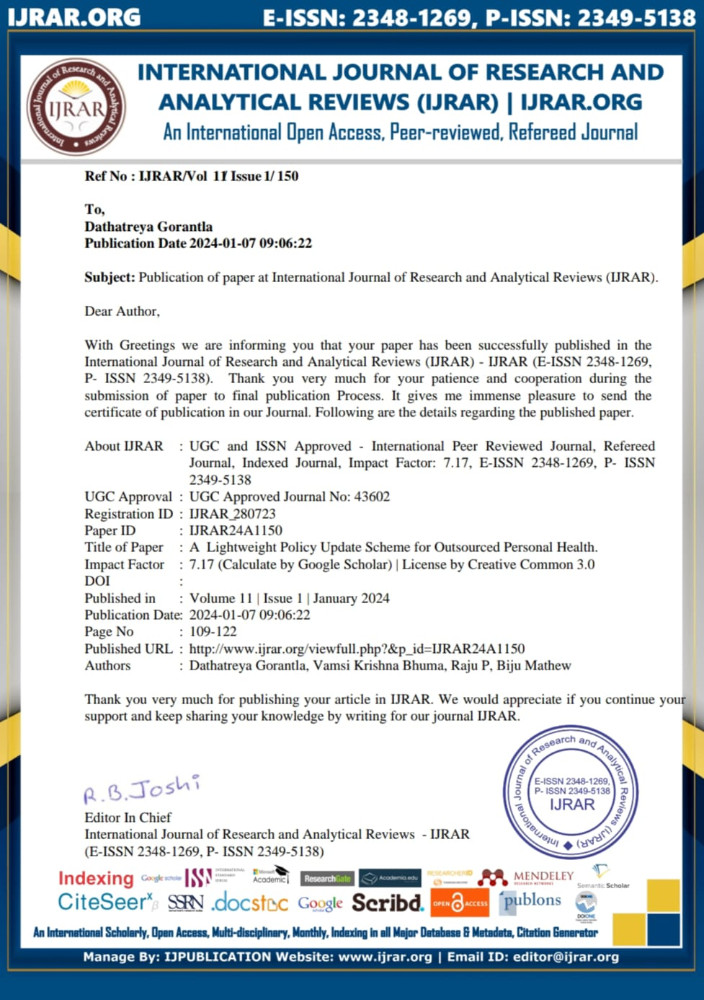 IJRAR.ORG E-ISSN: 2348-1269, P-ISSN: 2349-5138
International Journal of Research and Analytical Reviews
IJRAR
INTERNATIONAL JOURNAL OF RESEARCH AND
ANALYTICAL REVIEWS (IJRAR) | IJRAR.ORG
An International Open Access, Peer-reviewed, Refereed Journal
Ref No : IJRAR/Vol 11/ Issue 1/ 150
To,
Dathatreya Gorantla
Publication Date 2024-01-07 09:06:22
Subject: Publication of paper at International Journal of Research and Analytical Reviews (IJRAR).
Dear Author,
With Greetings we are informing you that your paper has been successfully published in the
International Journal of Research and Analytical Reviews (IJRAR) - IJRAR (E-ISSN 2348-1269,
P- ISSN 2349-5138). Thank you very much for your patience and cooperation during the
submission of paper to final publication Process. It gives me immense pleasure to send the
certificate of publication in our Journal. Following are the details regarding the published paper.
About IJRAR : UGC and ISSN Approved - International Peer Reviewed Journal, Refereed
Journal, Indexed Journal, Impact Factor: 7.17, E-ISSN 2348-1269, P- ISSN
2349-5138
UGC Approval : UGC Approved Journal No: 43602
Registration ID : IJRAR_280723
Paper ID : IJRAR24A1150
Title of Paper : A Lightweight Policy Update Scheme for Outsourced Personal Health.
Impact Factor : 7.17 (Calculate by Google Scholar) | License by Creative Common 3.0
DOI :
Published in : Volume 11 | Issue 1 | January 2024
Publication Date: 2024-01-07 09:06:22
Page No : 109-122
Published URL : http://www.ijrar.org/viewfull.php?&p_id=IJRAR24A1150
Authors : Dathatreya Gorantla, Vamsi Krishna Bhuma, Raju P, Biju Mathew
Thank you very much for publishing your article in IJRAR. We would appreciate if you continue your
support and keep sharing your knowledge by writing for our journal IJRAR.
International Journal of Research and Analytical Reviews (IJRAR)
E-ISSN 2348-1269,
P- ISSN 2349-5138
IJRAR
R.B.Joshi
Editor In Chief
International Journal of Research and Analytical Reviews - IJRAR
(E-ISSN 2348-1269, P- ISSN 2349-5138)
Indexing Google scholar ISSN INTERNATIONAL STANDARD SERIAL Microsoft Academic ResearchGate Academia.edu RESEARCHERID THOMSON REUTERS MENDELEY RESEARCH NETWORKS Semantic Scholar
CiteSeerx β SSRN .docstoc Google scholar Scribd. OPEN ACCESS publons DOIONE
An International Scholarly, Open Access, Multi-disciplinary, Monthly, Indexing in all Major Database & Metadata, Citation Generator
Manage By: IJPUBLICATION Website: www.ijrar.org | Email ID: editor@ijrar.org